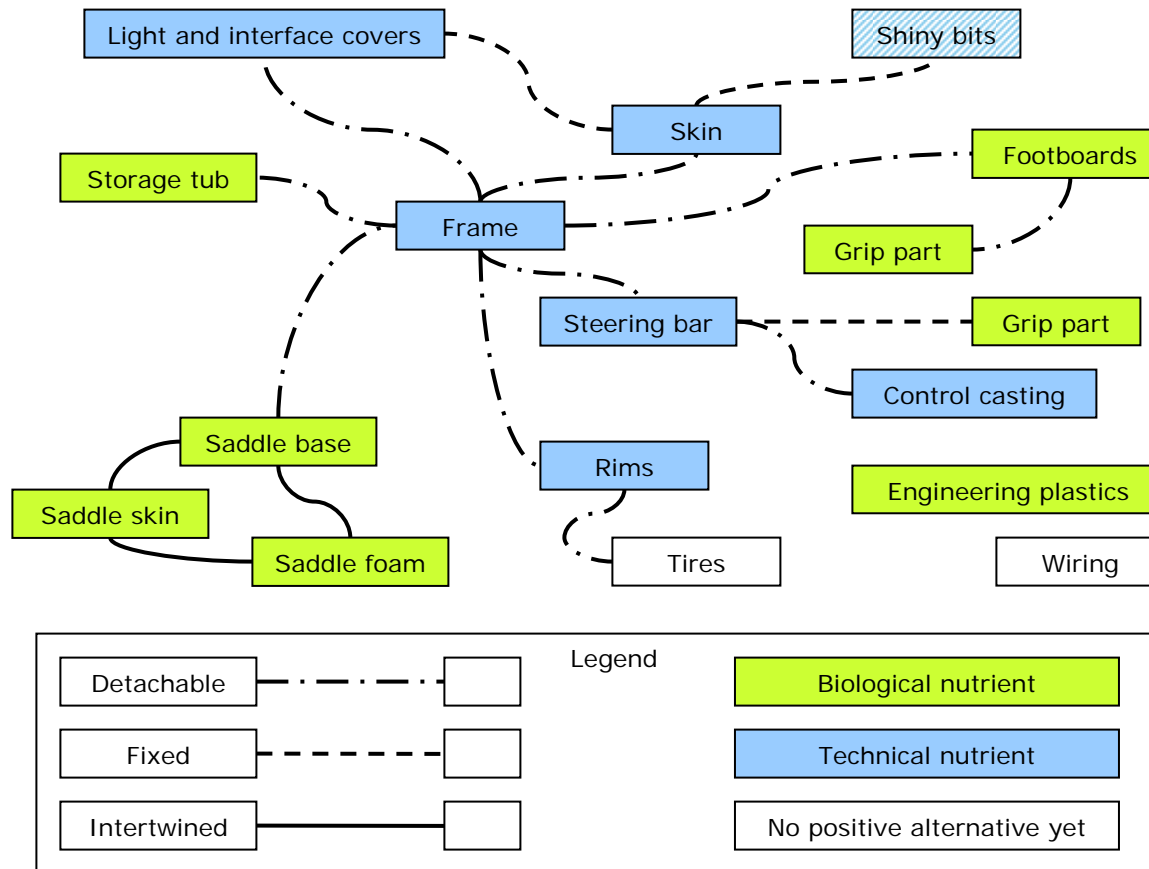 Light and interface covers
Shiny bits
Skin
Footboards
Storage tub
Frame
Grip part
Steering bar
Grip part
Control casting
Saddle base
Rims
Engineering plastics
Saddle skin
Saddle foam
Tires
Wiring
Legend
Detachable
Biological nutrient
Fixed
Technical nutrient
Intertwined
No positive alternative yet